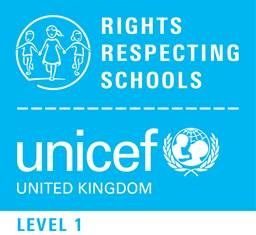 RIGHTS
RESPECTING
SCHOOLS
unicef
UNITED KINGDOM
LEVEL 1